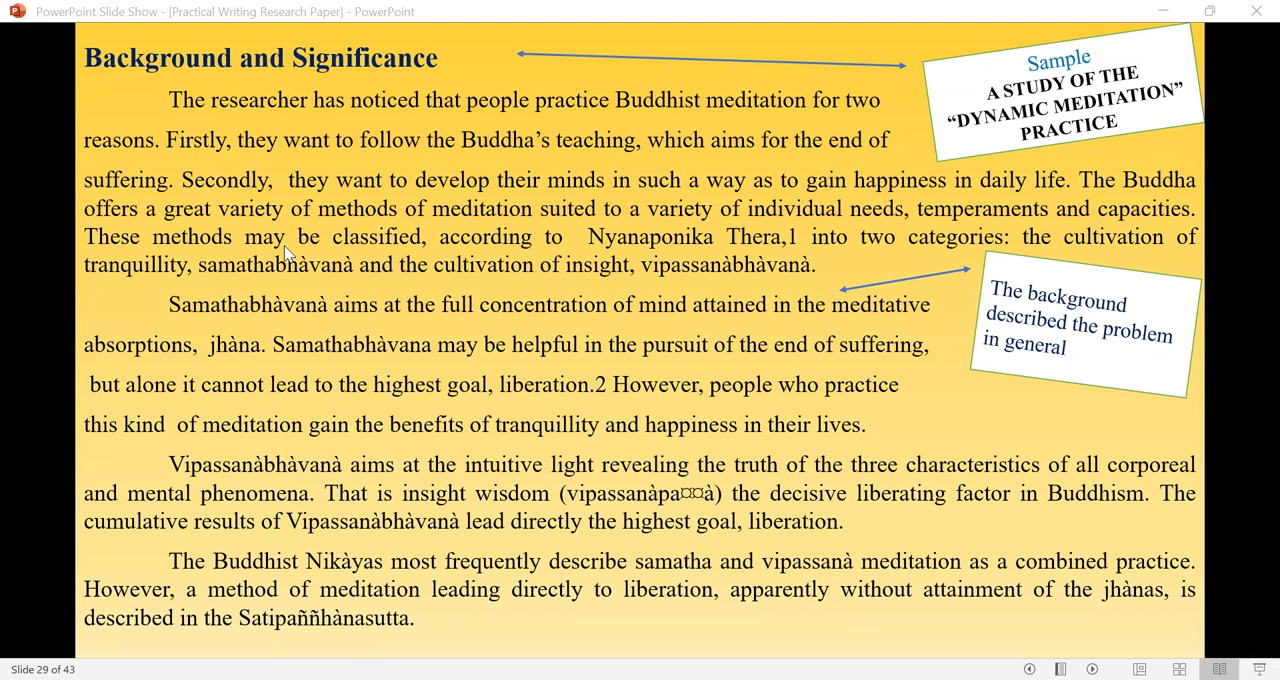 PowerPoint Slide Show - [Practical Writing Research Paper] - PowerPoint
Background and Significance
Sample
A STUDY OF THE
“DYNAMIC MEDITATION”
PRACTICE
The researcher has noticed that people practice Buddhist meditation for two
reasons. Firstly, they want to follow the Buddha’s teaching, which aims for the end of
suffering. Secondly, they want to develop their minds in such a way as to gain happiness in daily life. The Buddha
offers a great variety of methods of meditation suited to a variety of individual needs, temperaments and capacities.
These methods may be classified, according to Nyanaponika Thera,1 into two categories: the cultivation of
tranquillity, samathabhàvanà and the cultivation of insight, vipassanàbhàvanà.
The background
described the problem
in general
Samathabhàvanà aims at the full concentration of mind attained in the meditative
absorptions, jhàna. Samathabhàvana may be helpful in the pursuit of the end of suffering,
but alone it cannot lead to the highest goal, liberation.2 However, people who practice
this kind of meditation gain the benefits of tranquillity and happiness in their lives.
Vipassanàbhàvanà aims at the intuitive light revealing the truth of the three characteristics of all corporeal
and mental phenomena. That is insight wisdom (vipassanàpa¤¤à) the decisive liberating factor in Buddhism. The
cumulative results of Vipassanàbhàvanà lead directly the highest goal, liberation.
The Buddhist Nikàyas most frequently describe samatha and vipassanà meditation as a combined practice.
However, a method of meditation leading directly to liberation, apparently without attainment of the jhànas, is
described in the Satipaññhànasutta.
Slide 29 of 43